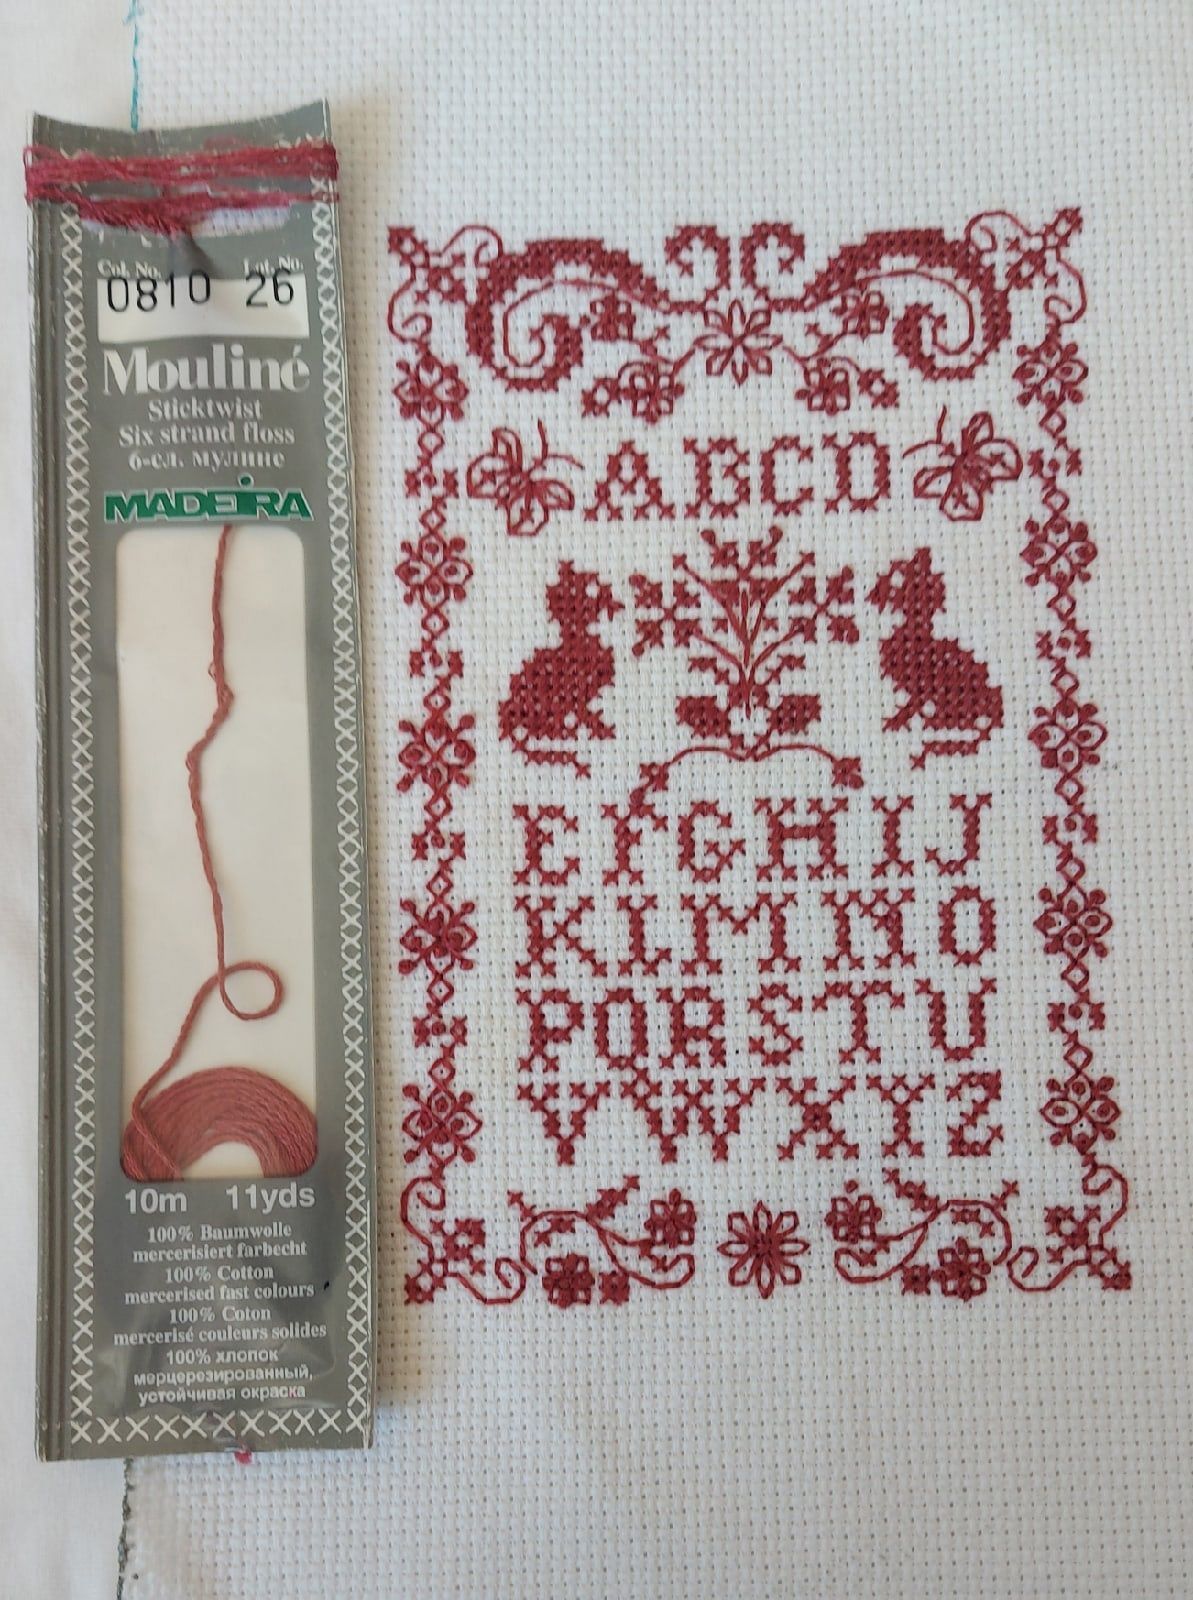 Col. No. Lot. No.
0810 26
Mouliné
Sticktwist
Six strand floss
6-сл. мулине
MADEIRA
10m 11yds
100% Baumwolle
mercerisiert farbecht
100% Cotton
mercerised fast colours
100% Coton
mercerisé couleurs solides
100% хлопок
мерцерезированный,
устойчивая окраска
ABCD
EFGHIJ
KLMNO
PQRSTU
VWXYZ